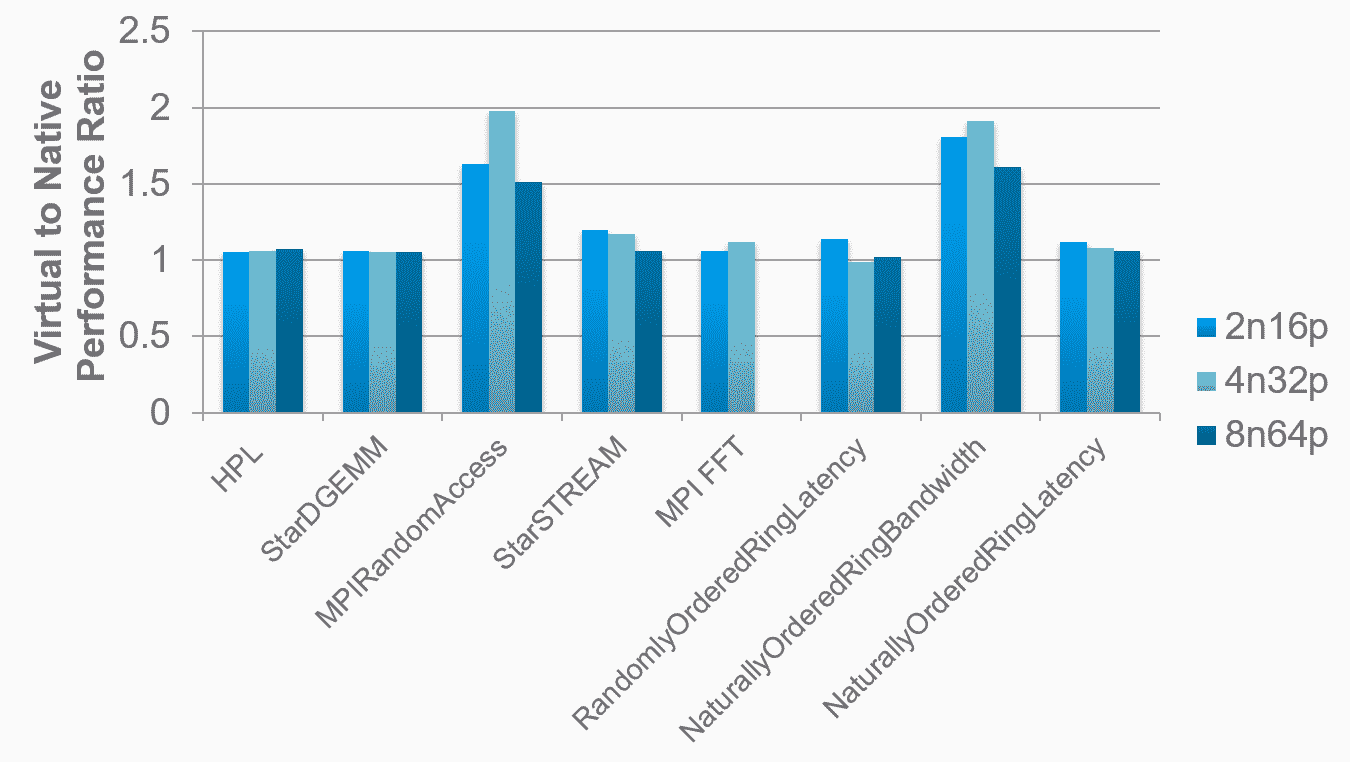 Virtual to Native
Performance Ratio
2.5
2
1.5
1
0.5
0
HPL
StarDGEMM
MPIRandomAccess
StarSTREAM
MPI FFT
RandomlyOrderedRingLatency
NaturallyOrderedRingBandwidth
NaturallyOrderedRingLatency
2n16p
4n32p
8n64p